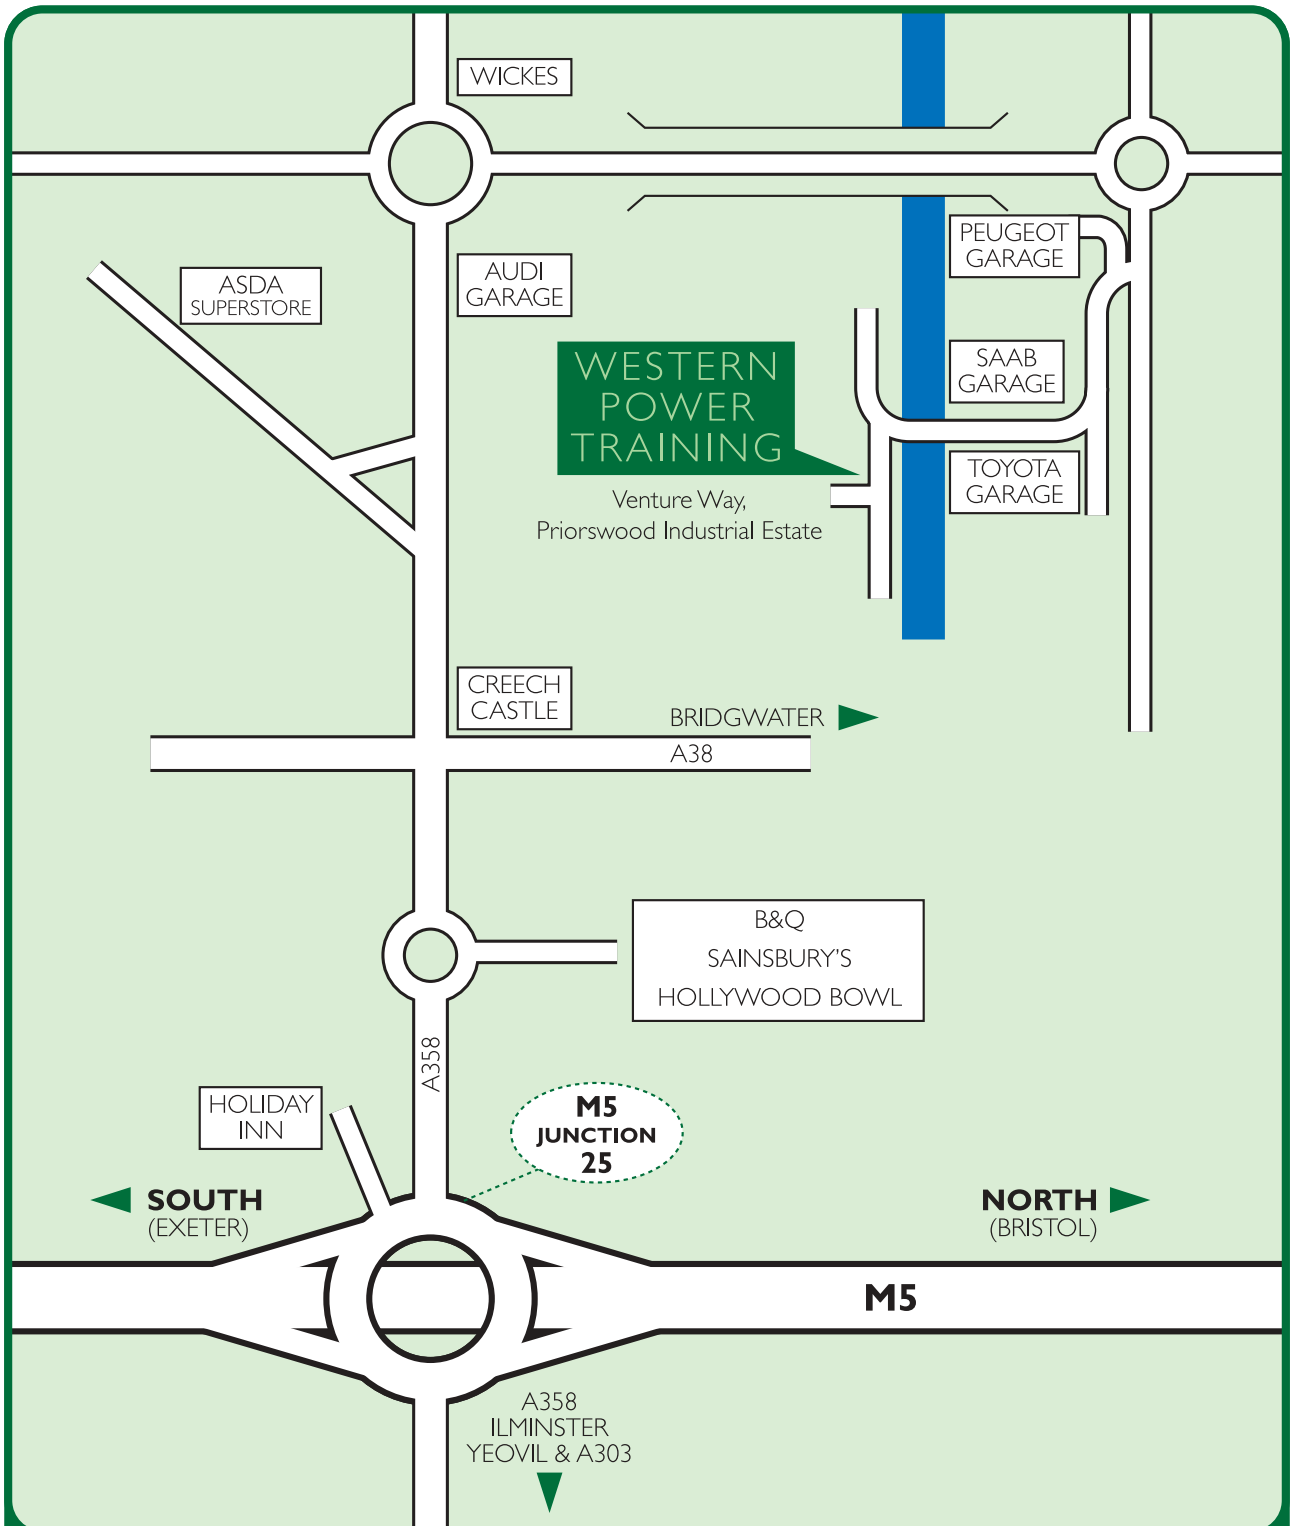 WICKES
PEUGEOT
GARAGE
ASDA
SUPERSTORE
AUDI
GARAGE
WESTERN
POWER
TRAINING
SAAB
GARAGE
TOYOTA
GARAGE
Venture Way,
Priorswood Industrial Estate
CREECH
CASTLE
BRIDGWATER
A38
B&Q
SAINSBURY'S
HOLLYWOOD BOWL
A358
HOLIDAY
INN
M5
JUNCTION
25
SOUTH
(EXETER)
NORTH
(BRISTOL)
M5
A358
ILMINSTER
YEOVIL & A303